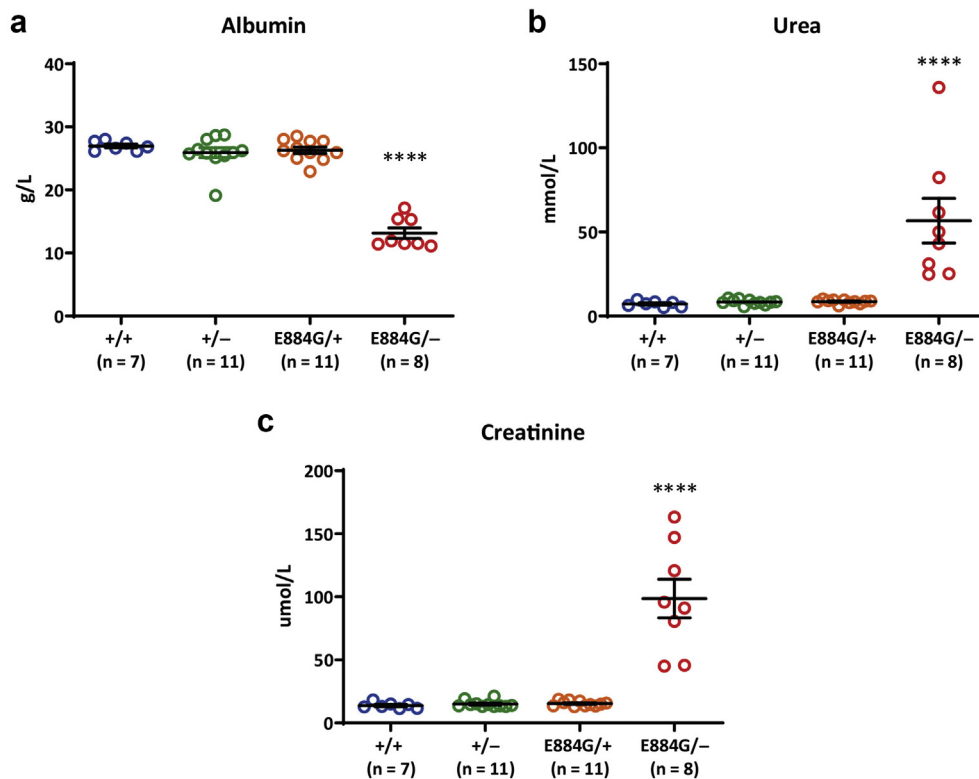 a
Albumin
g/L
40
30
20
10
0
****
+/+
(n = 7)
+/−
(n = 11)
E884G/+
(n = 11)
E884G/−
(n = 8)
b
Urea
mmol/L
150
100
50
0
****
+/+
(n = 7)
+/−
(n = 11)
E884G/+
(n = 11)
E884G/−
(n = 8)
c
Creatinine
umol/L
200
150
100
50
0
****
+/+
(n = 7)
+/−
(n = 11)
E884G/+
(n = 11)
E884G/−
(n = 8)